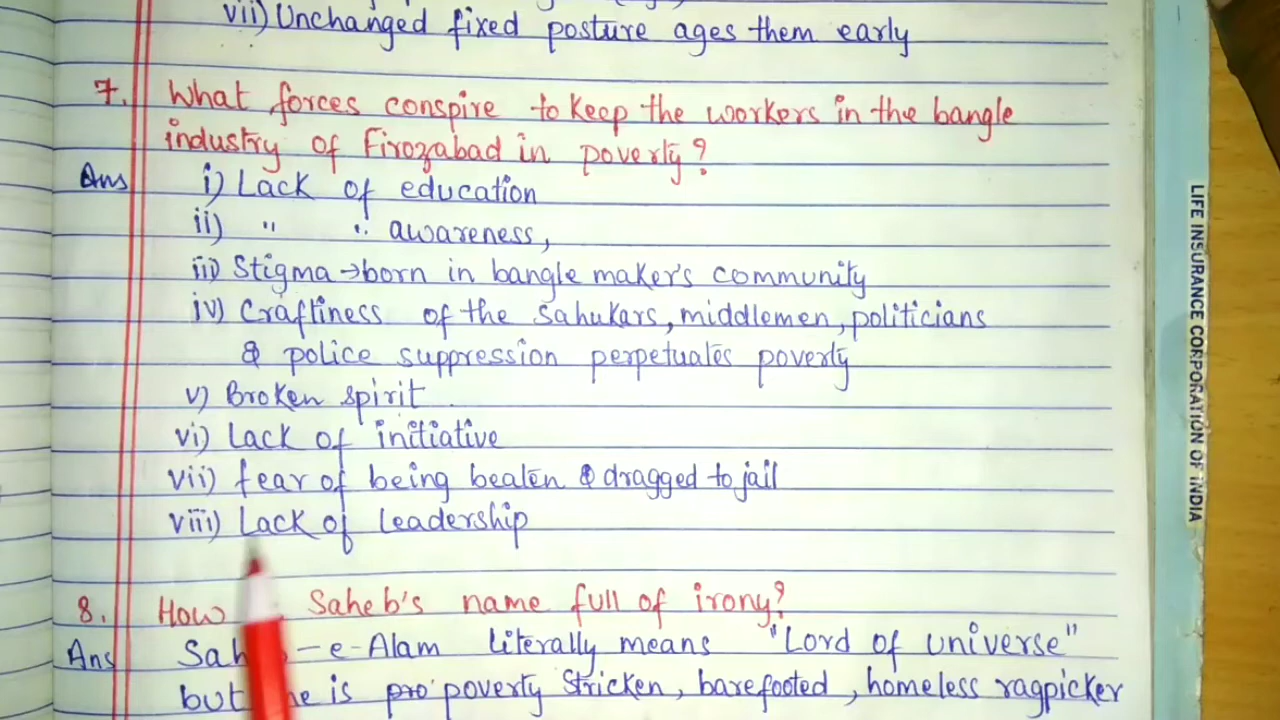 vii) Unchanged fixed posture ages them early
7. What forces conspire to keep the workers in the bangle
industry of Firozabad in poverty?
Ans i) Lack of education
ii) " " awareness,
iii) Stigma → born in bangle maker's community
iv) Craftiness of the Sahukars, middlemen, politicians
& police suppression perpetuates poverty
v) Broken spirit
vi) Lack of initiative
vii) fear of being beaten & dragged to jail
viii) Lack of leadership
8. How Saheb's name full of irony?
Ans Sah -e-Alam literally means "Lord of universe"
but is poverty stricken, barefooted, homeless ragpicker
LIFE INSURANCE CORPORATION OF INDIA